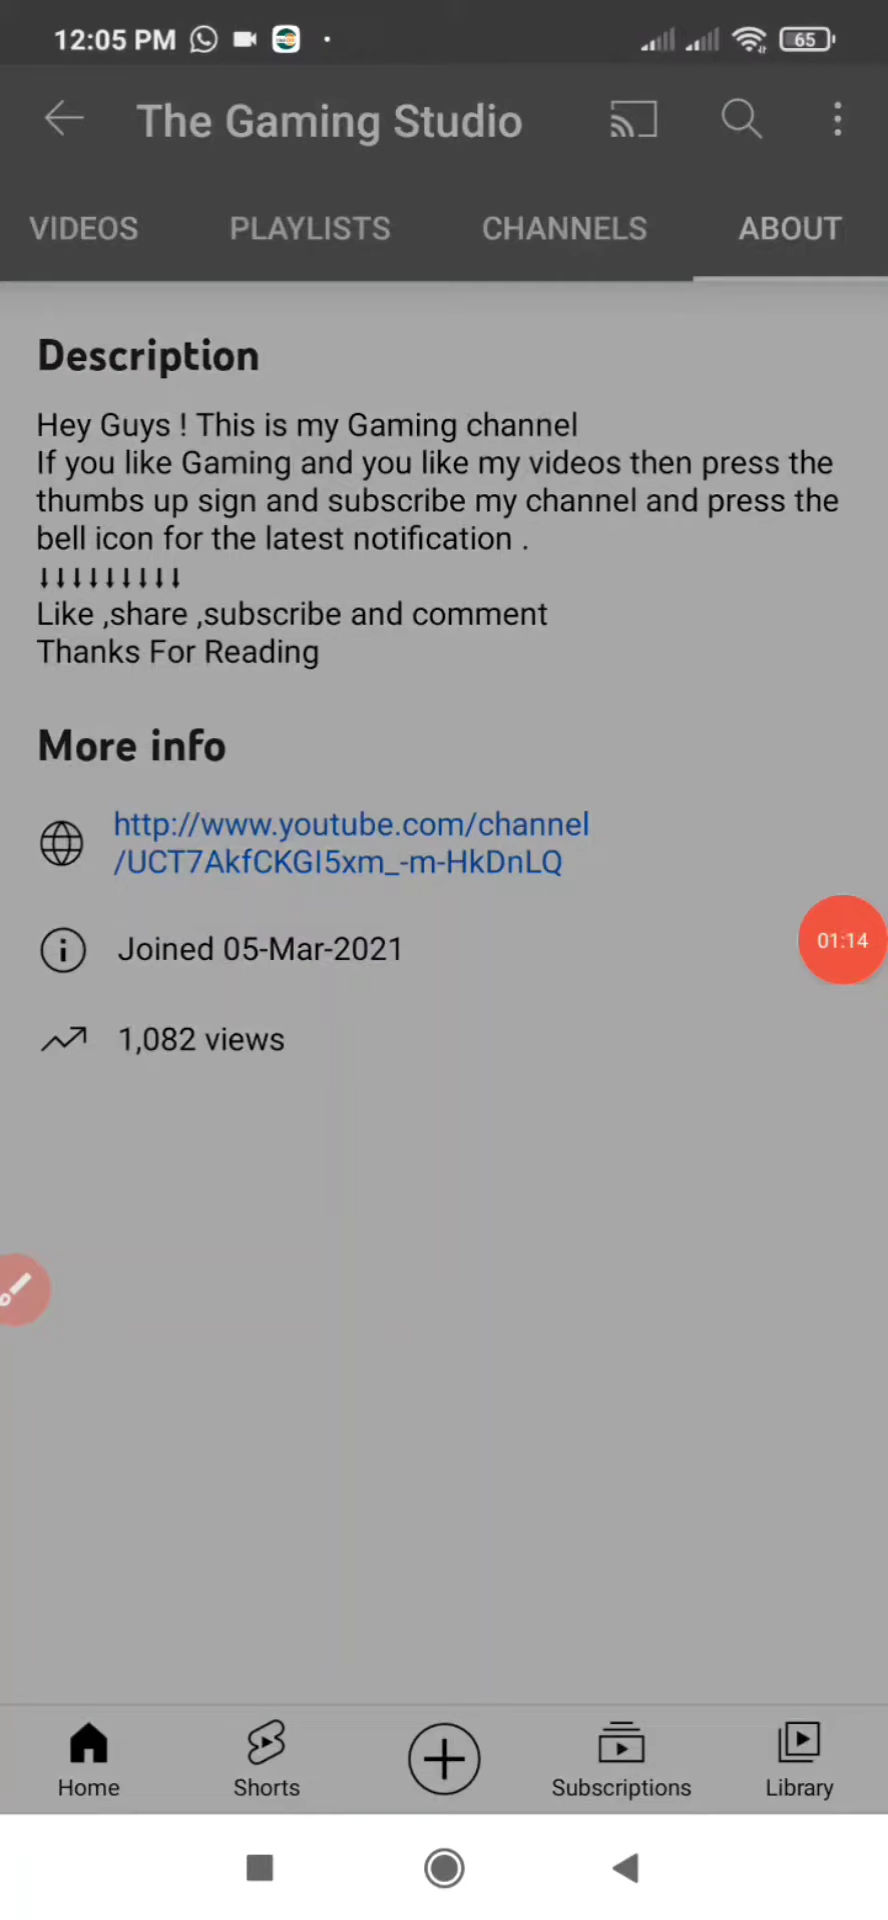 12:05 PM
65
The Gaming Studio
VIDEOS PLAYLISTS CHANNELS ABOUT
Description
Hey Guys ! This is my Gaming channel
If you like Gaming and you like my videos then press the
thumbs up sign and subscribe my channel and press the
bell icon for the latest notification .
↓↓↓↓↓↓↓↓↓
Like ,share ,subscribe and comment
Thanks For Reading
More info
http://www.youtube.com/channel
/UCT7AkfCKGI5xm_-m-HkDnLQ
01:14
Joined 05-Mar-2021
1,082 views
Home Shorts Subscriptions Library